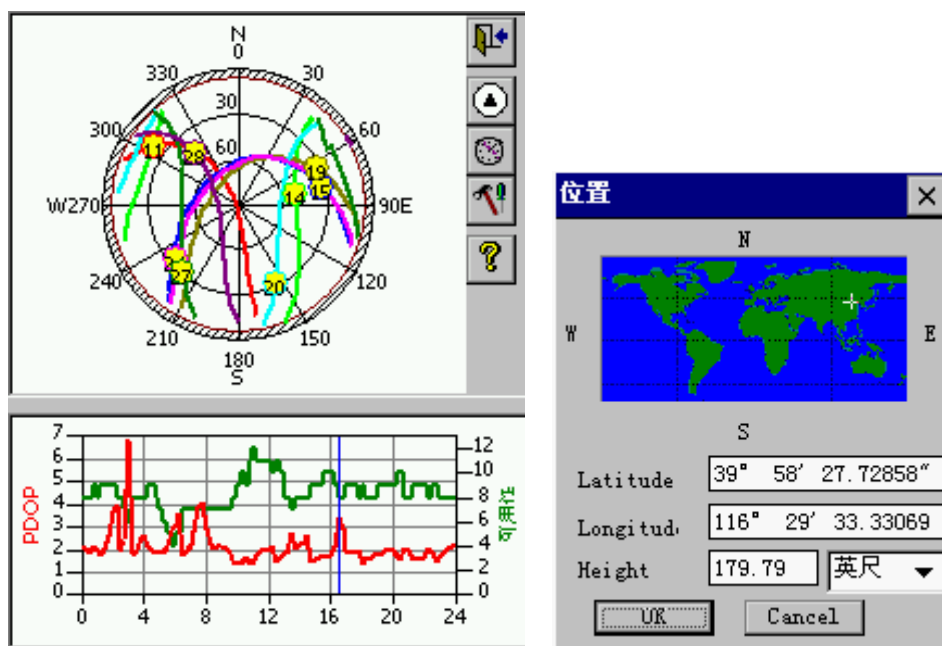 N
0
330 30
30
300 60
60
11 28 19
15
14
W270 90E
2
27
240 20 120
210 150
180
S
?
7 12
6 10
5 8
4 6
3 4
2 2
1 0
0
PDOP
可用性
0 4 8 12 16 20 24
位置
N
W E
S
Latitude 39° 58′ 27.72858″
Longitud 116° 29′ 33.33069
Height 179.79 英尺
OK Cancel